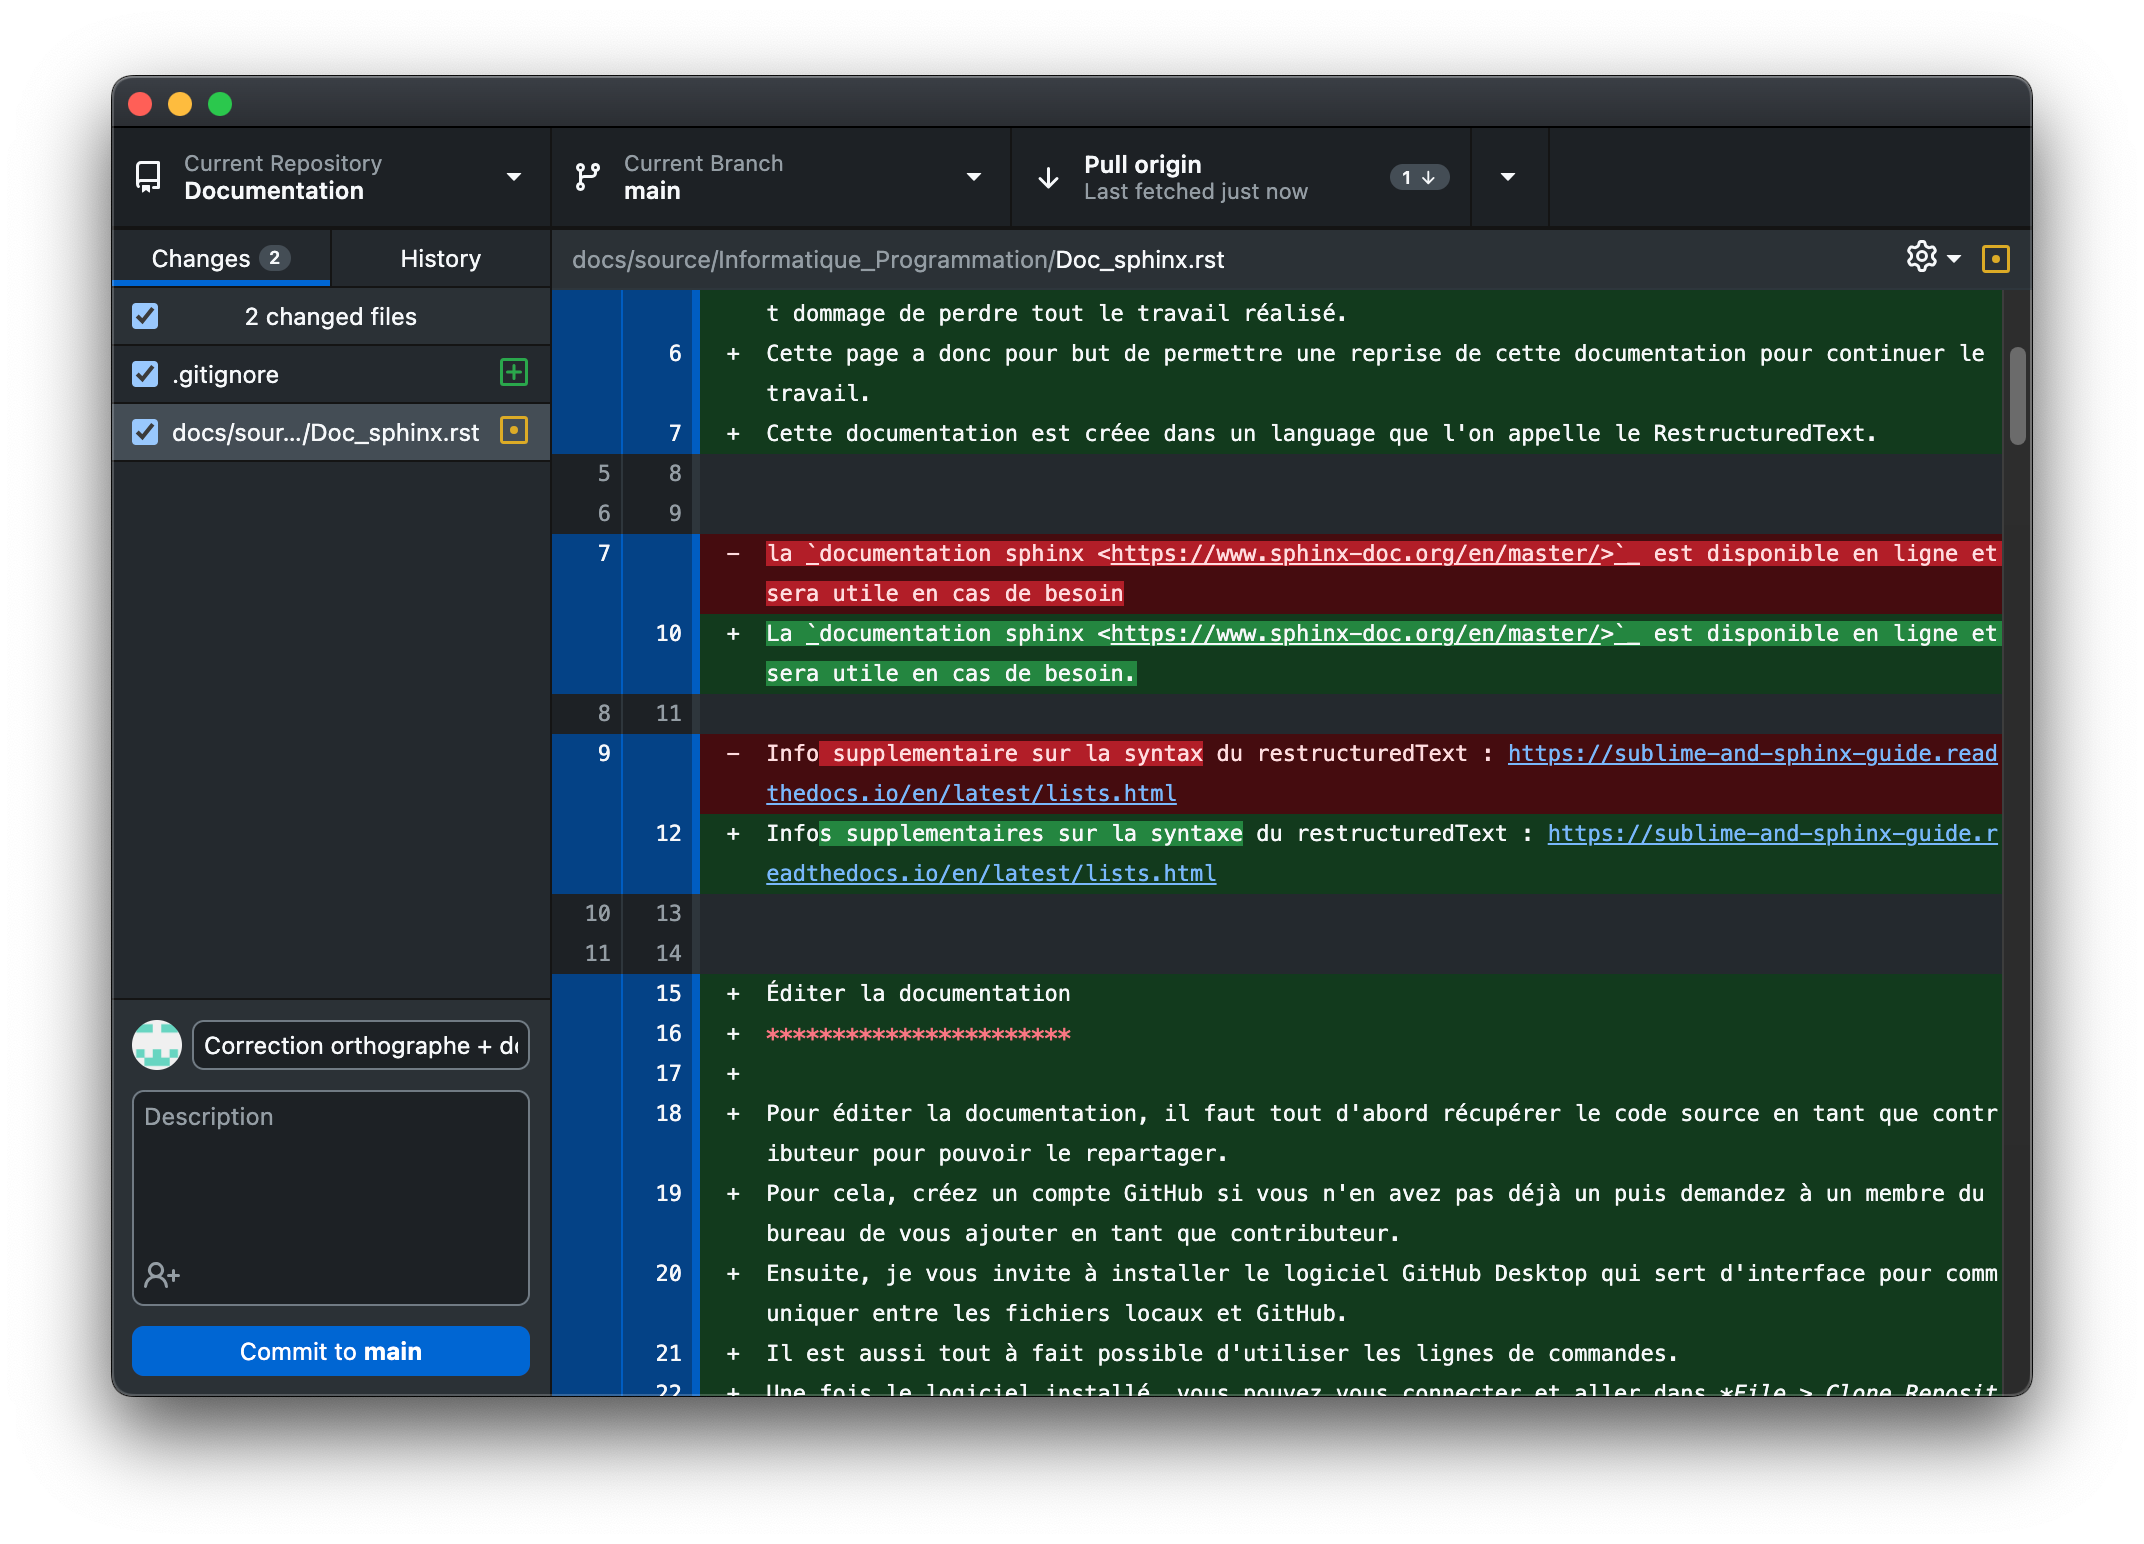 Current Repository
Documentation
Current Branch
main
Pull origin
Last fetched just now
1
Changes 2
History
docs/source/Informatique_Programmation/Doc_sphinx.rst
2 changed files
.gitignore
docs/sour.../Doc_sphinx.rst
t dommage de perdre tout le travail réalisé.
6 + Cette page a donc pour but de permettre une reprise de cette documentation pour continuer le
travail.
7 + Cette documentation est créee dans un language que l'on appelle le RestructuredText.
5 8
6 9
7 - la `documentation sphinx <https://www.sphinx-doc.org/en/master/>`_ est disponible en ligne et
sera utile en cas de besoin
10 + La `documentation sphinx <https://www.sphinx-doc.org/en/master/>`_ est disponible en ligne et
sera utile en cas de besoin.
8 11
9 - Info supplementaire sur la syntax du restructuredText : https://sublime-and-sphinx-guide.read
thedocs.io/en/latest/lists.html
12 + Infos supplementaires sur la syntaxe du restructuredText : https://sublime-and-sphinx-guide.r
eadthedocs.io/en/latest/lists.html
10 13
11 14
15 + Éditer la documentation
16 + ***********************
17 +
18 + Pour éditer la documentation, il faut tout d'abord récupérer le code source en tant que contr
ibuteur pour pouvoir le repartager.
19 + Pour cela, créez un compte GitHub si vous n'en avez pas déjà un puis demandez à un membre du
bureau de vous ajouter en tant que contributeur.
20 + Ensuite, je vous invite à installer le logiciel GitHub Desktop qui sert d'interface pour comm
uniquer entre les fichiers locaux et GitHub.
21 + Il est aussi tout à fait possible d'utiliser les lignes de commandes.
22 + Une fois le logiciel installé, vous pouvez vous connecter et aller dans *File > Clone Reposit
Correction orthographe + d
Description
Commit to main